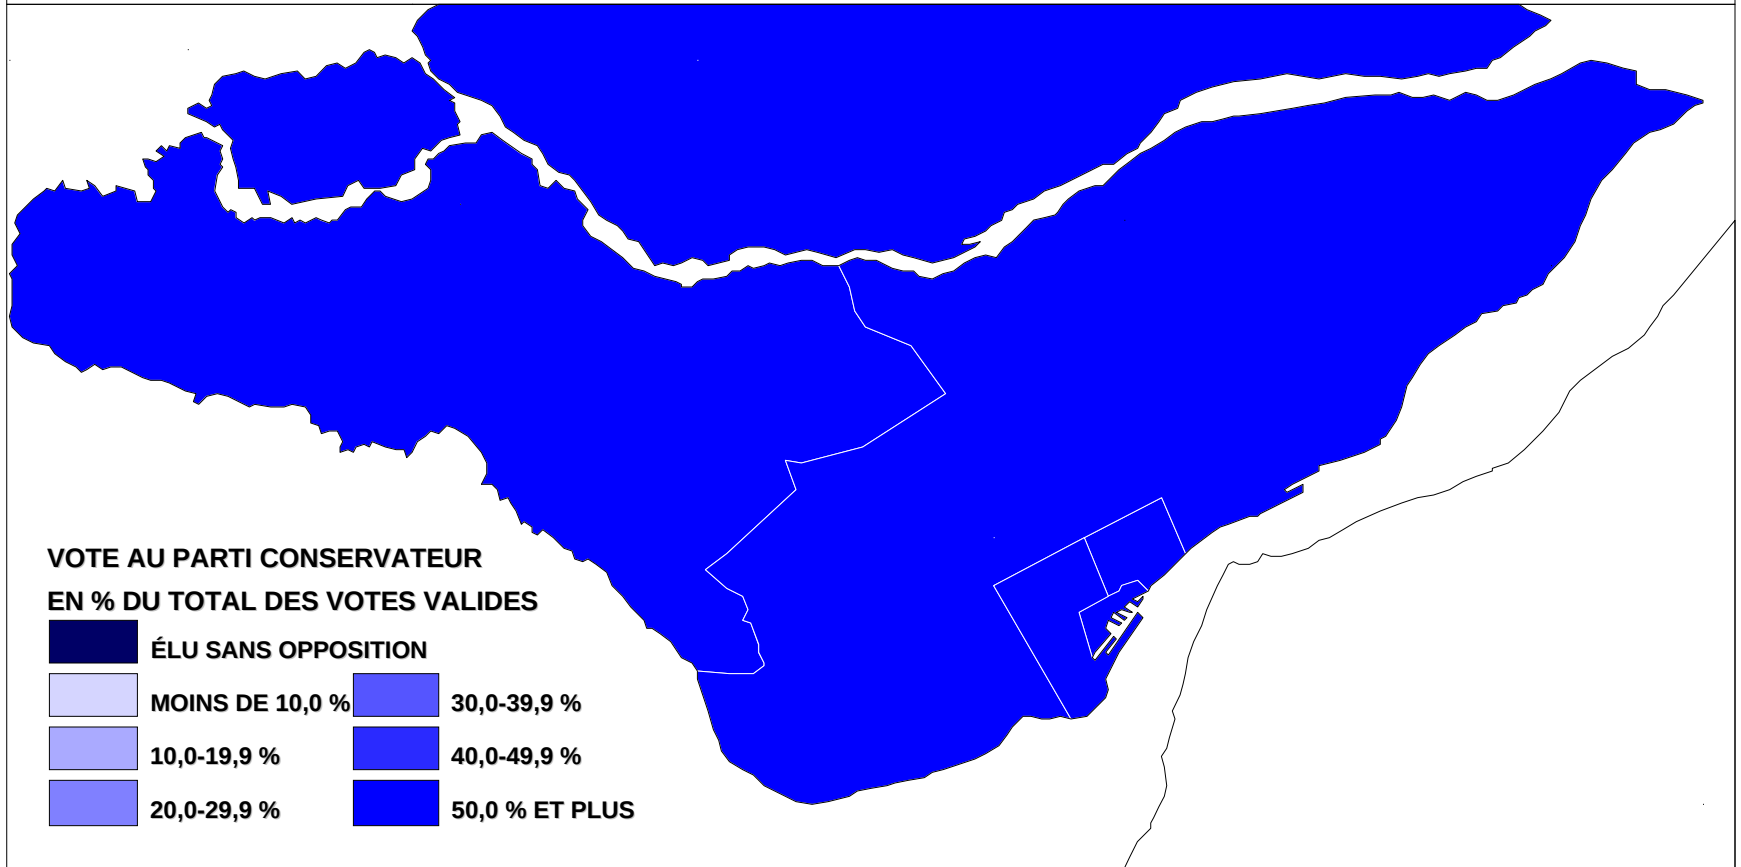 VOTE AU PARTI CONSERVATEUR
EN % DU TOTAL DES VOTES VALIDES
ÉLU SANS OPPOSITION
MOINS DE 10,0 %
30,0-39,9 %
10,0-19,9 %
40,0-49,9 %
20,0-29,9 %
50,0 % ET PLUS